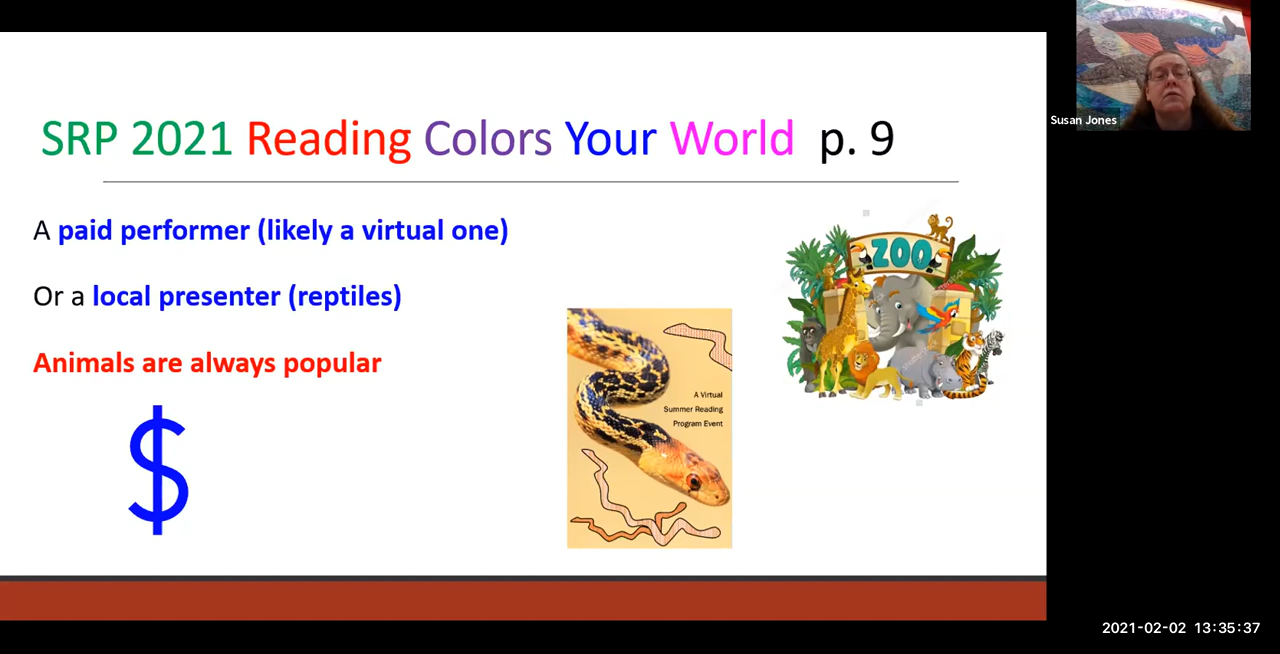 SRP 2021 Reading Colors Your World p. 9
Susan Jones
A paid performer (likely a virtual one)
Or a local presenter (reptiles)
ZOO
Animals are always popular
A Virtual
Summer Reading
Program Event
$
2021-02-02 13:35:37